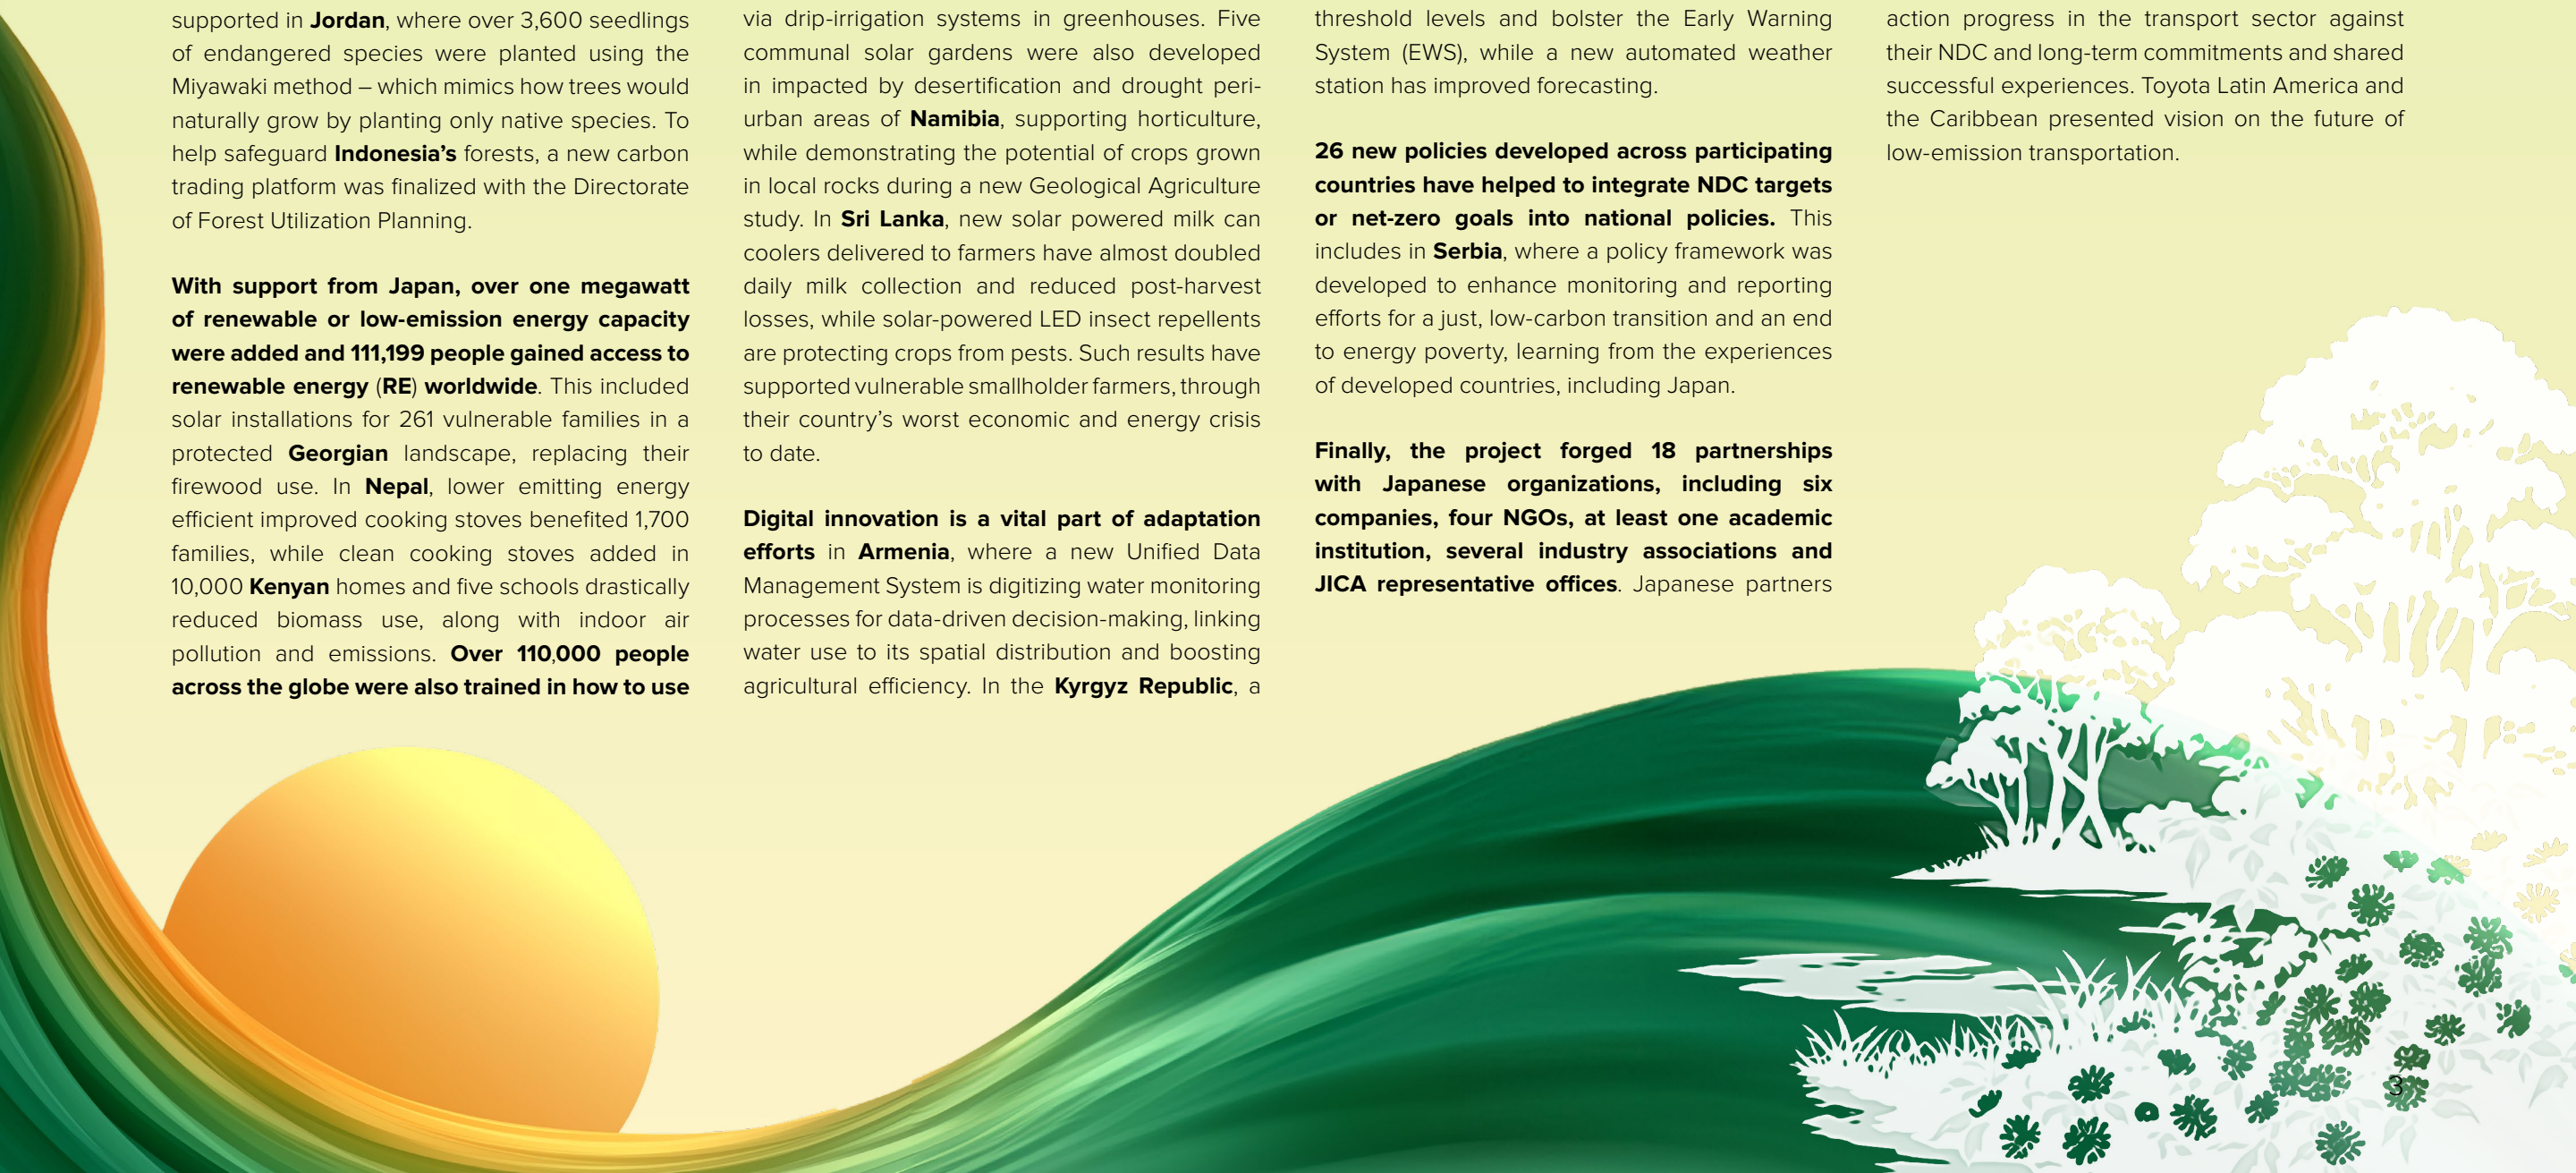 supported in Jordan, where over 3,600 seedlings
of endangered species were planted using the
Miyawaki method – which mimics how trees would
naturally grow by planting only native species. To
help safeguard Indonesia’s forests, a new carbon
trading platform was finalized with the Directorate
of Forest Utilization Planning.
With support from Japan, over one megawatt
of renewable or low-emission energy capacity
were added and 111,199 people gained access to
renewable energy (RE) worldwide. This included
solar installations for 261 vulnerable families in a
protected Georgian landscape, replacing their
firewood use. In Nepal, lower emitting energy
efficient improved cooking stoves benefited 1,700
families, while clean cooking stoves added in
10,000 Kenyan homes and five schools drastically
reduced biomass use, along with indoor air
pollution and emissions. Over 110,000 people
across the globe were also trained in how to use
via drip-irrigation systems in greenhouses. Five
communal solar gardens were also developed
in impacted by desertification and drought peri-
urban areas of Namibia, supporting horticulture,
while demonstrating the potential of crops grown
in local rocks during a new Geological Agriculture
study. In Sri Lanka, new solar powered milk can
coolers delivered to farmers have almost doubled
daily milk collection and reduced post-harvest
losses, while solar-powered LED insect repellents
are protecting crops from pests. Such results have
supported vulnerable smallholder farmers, through
their country’s worst economic and energy crisis
to date.
Digital innovation is a vital part of adaptation
efforts in Armenia, where a new Unified Data
Management System is digitizing water monitoring
processes for data-driven decision-making, linking
water use to its spatial distribution and boosting
agricultural efficiency. In the Kyrgyz Republic, a
threshold levels and bolster the Early Warning
System (EWS), while a new automated weather
station has improved forecasting.
26 new policies developed across participating
countries have helped to integrate NDC targets
or net-zero goals into national policies. This
includes in Serbia, where a policy framework was
developed to enhance monitoring and reporting
efforts for a just, low-carbon transition and an end
to energy poverty, learning from the experiences
of developed countries, including Japan.
Finally, the project forged 18 partnerships
with Japanese organizations, including six
companies, four NGOs, at least one academic
institution, several industry associations and
JICA representative offices. Japanese partners
action progress in the transport sector against
their NDC and long-term commitments and shared
successful experiences. Toyota Latin America and
the Caribbean presented vision on the future of
low-emission transportation.
3